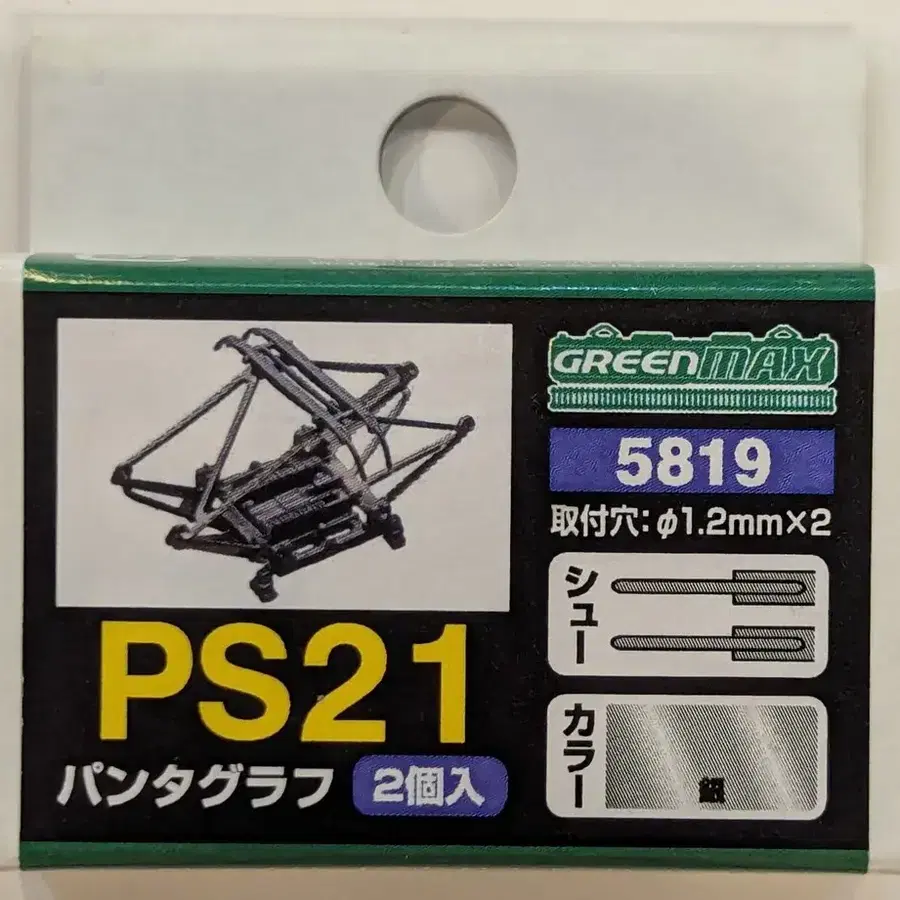 GREENMAX
5819
取付穴:φ1.2mm×2
シュー
カラー
銀
PS21
パンタグラフ
2個入